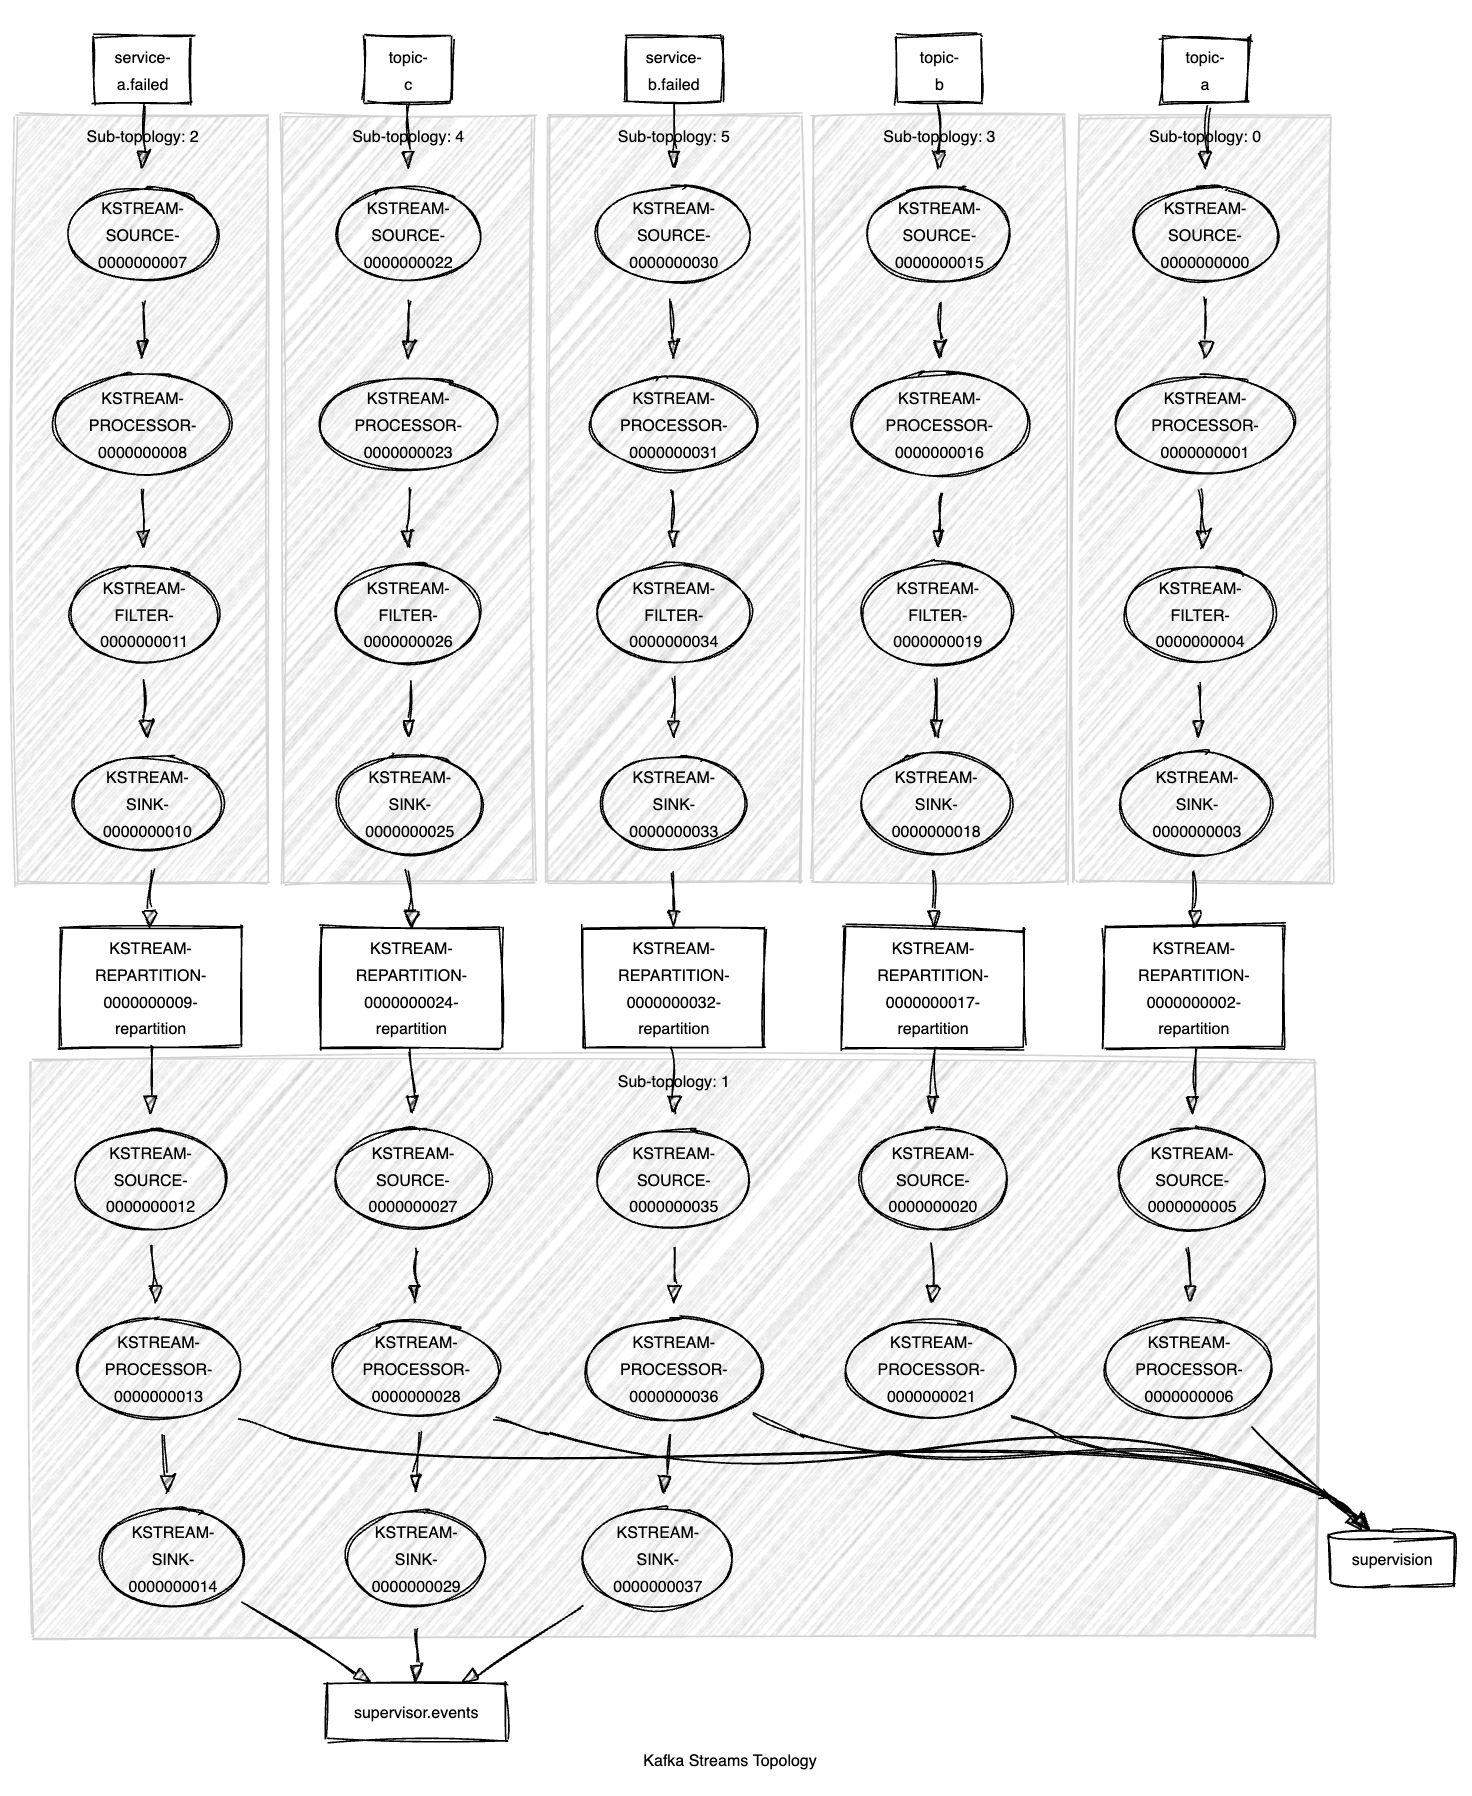 service-
a.failed
topic-
c
service-
b.failed
topic-
b
topic-
a
Sub-topology: 2
Sub-topology: 4
Sub-topology: 5
Sub-topology: 3
Sub-topology: 0
KSTREAM-
SOURCE-
0000000007
KSTREAM-
SOURCE-
0000000022
KSTREAM-
SOURCE-
0000000030
KSTREAM-
SOURCE-
0000000015
KSTREAM-
SOURCE-
0000000000
KSTREAM-
PROCESSOR-
0000000008
KSTREAM-
PROCESSOR-
0000000023
KSTREAM-
PROCESSOR-
0000000031
KSTREAM-
PROCESSOR-
0000000016
KSTREAM-
PROCESSOR-
0000000001
KSTREAM-
FILTER-
0000000011
KSTREAM-
FILTER-
0000000026
KSTREAM-
FILTER-
0000000034
KSTREAM-
FILTER-
0000000019
KSTREAM-
FILTER-
0000000004
KSTREAM-
SINK-
0000000010
KSTREAM-
SINK-
0000000025
KSTREAM-
SINK-
0000000033
KSTREAM-
SINK-
0000000018
KSTREAM-
SINK-
0000000003
KSTREAM-
REPARTITION-
0000000009-
repartition
KSTREAM-
REPARTITION-
0000000024-
repartition
KSTREAM-
REPARTITION-
0000000032-
repartition
KSTREAM-
REPARTITION-
0000000017-
repartition
KSTREAM-
REPARTITION-
0000000002-
repartition
Sub-topology: 1
KSTREAM-
SOURCE-
0000000012
KSTREAM-
SOURCE-
0000000027
KSTREAM-
SOURCE-
0000000035
KSTREAM-
SOURCE-
0000000020
KSTREAM-
SOURCE-
0000000005
KSTREAM-
PROCESSOR-
0000000013
KSTREAM-
PROCESSOR-
0000000028
KSTREAM-
PROCESSOR-
0000000036
KSTREAM-
PROCESSOR-
0000000021
KSTREAM-
PROCESSOR-
0000000006
KSTREAM-
SINK-
0000000014
KSTREAM-
SINK-
0000000029
KSTREAM-
SINK-
0000000037
supervision
supervisor.events
Kafka Streams Topology